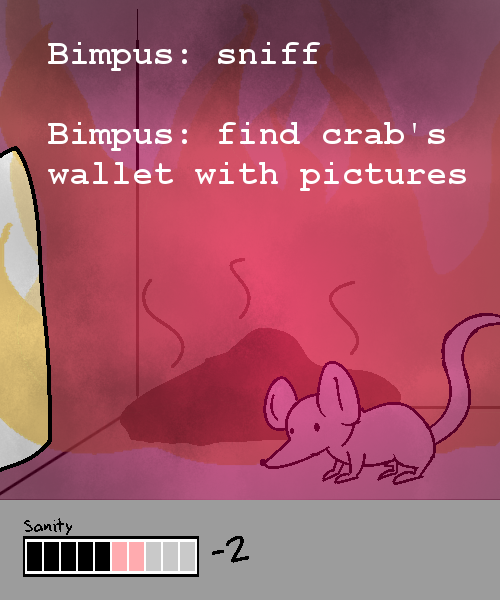 Bimpus: sniff
Bimpus: find crab's
wallet with pictures
Sanity
-2